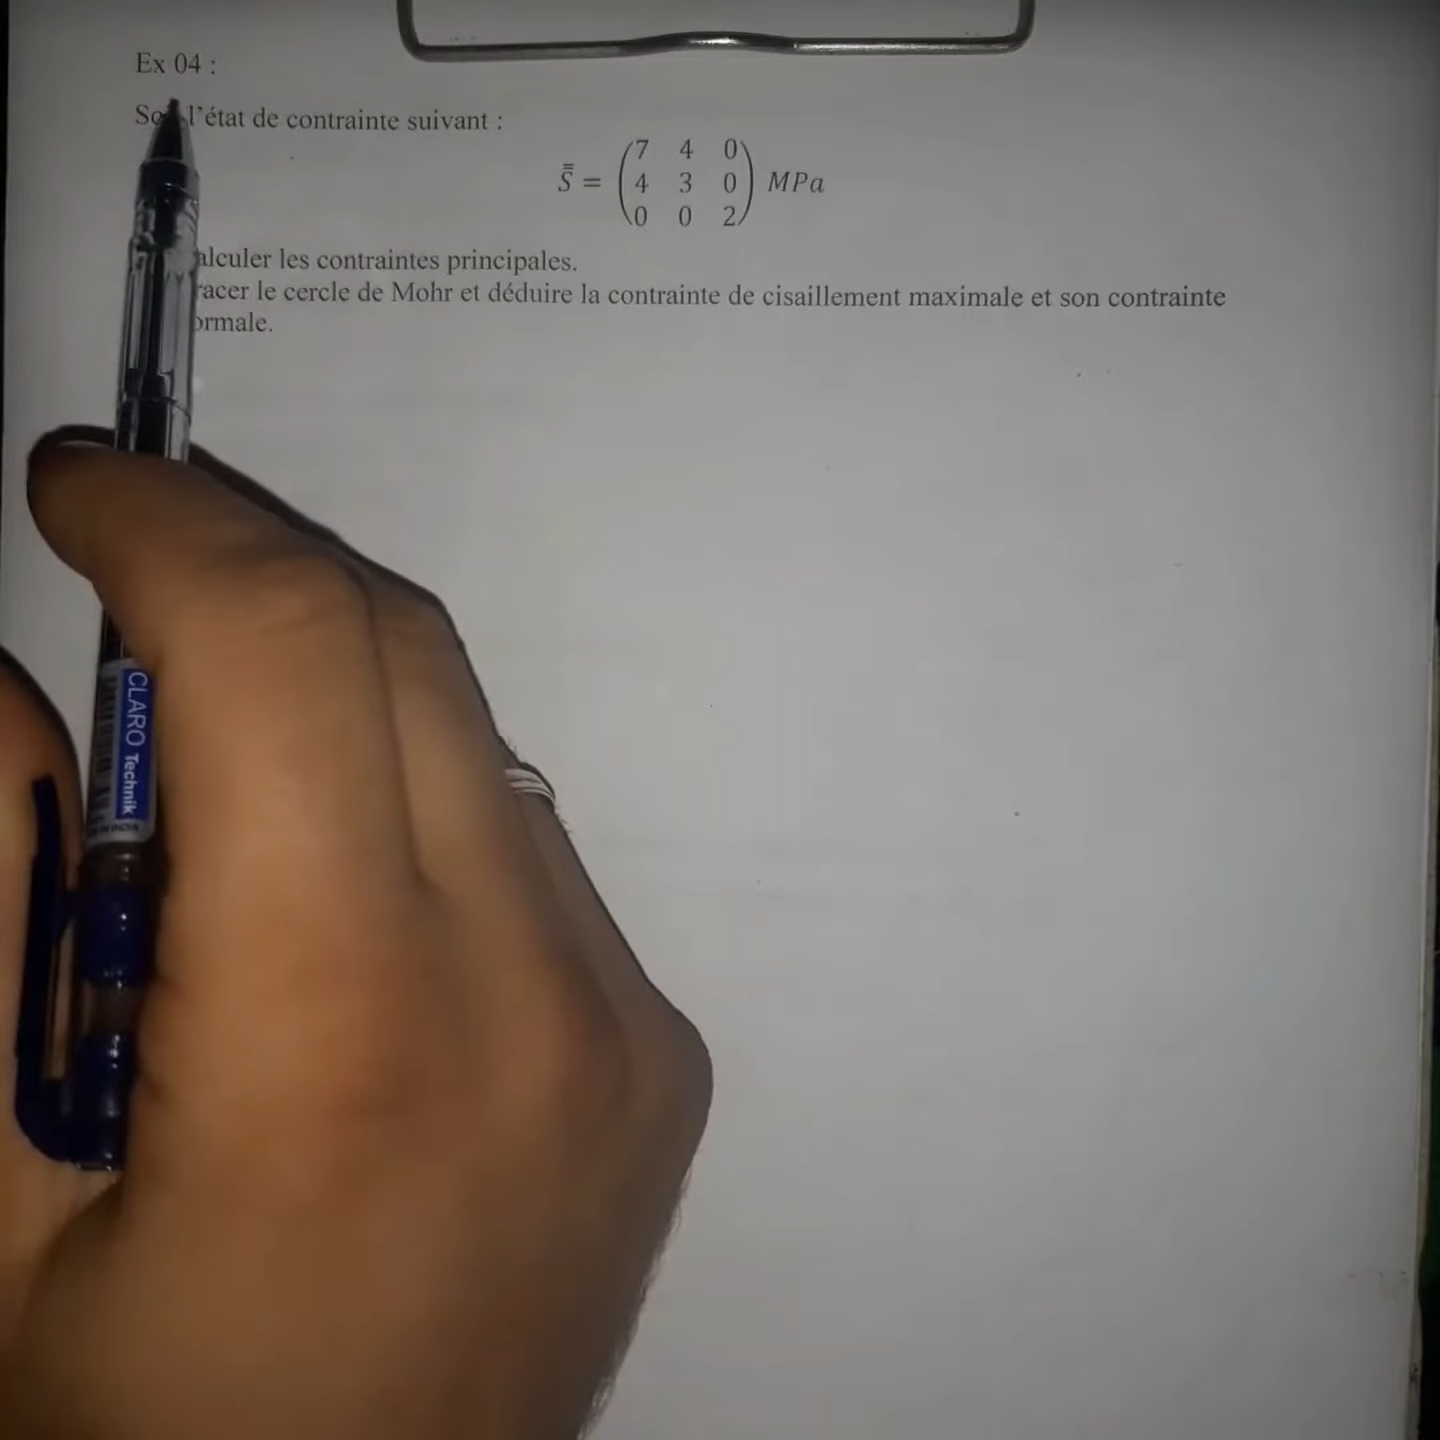 Ex 04 :
l'état de contrainte suivant :
S̿ = (7 4 0
4 3 0
0 0 2) MPa
alculer les contraintes principales.
racer le cercle de Mohr et déduire la contrainte de cisaillement maximale et son contrainte
ormale.
CLARO Technik